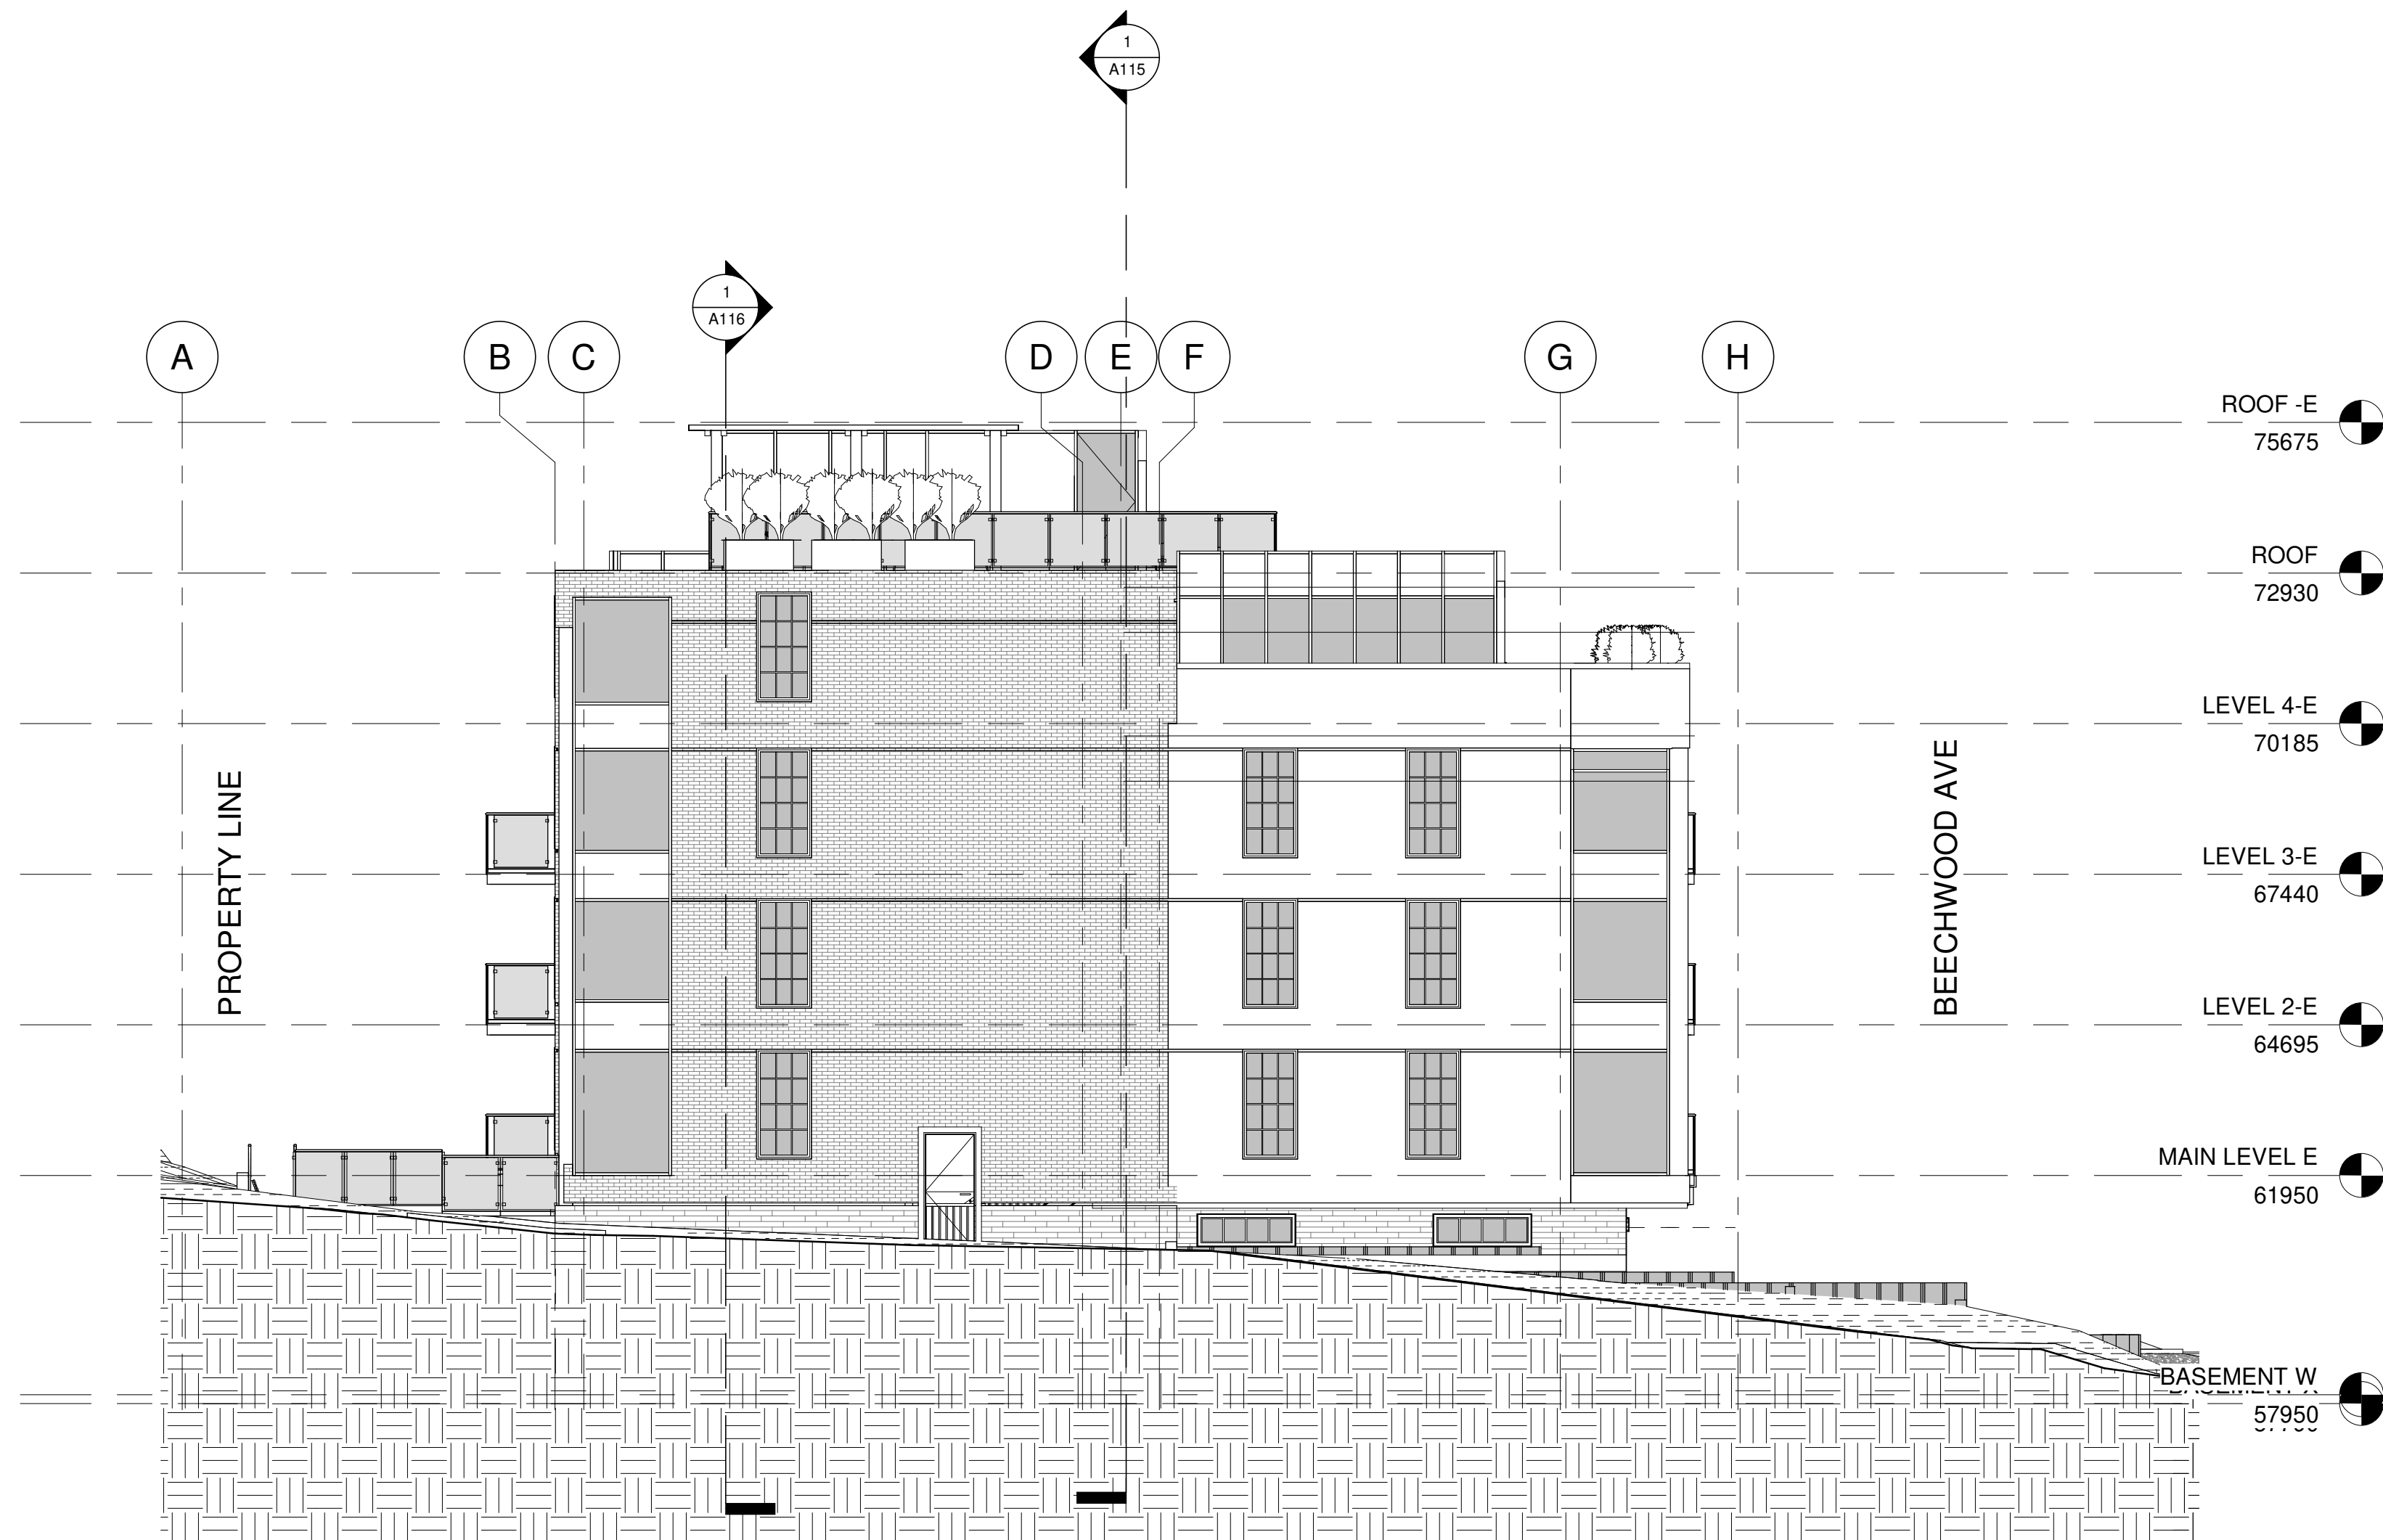 1
A115
1
A116
A
B
C
D
E
F
G
H
ROOF -E
75675
ROOF
72930
LEVEL 4-E
70185
PROPERTY LINE
BEECHWOOD AVE
LEVEL 3-E
67440
LEVEL 2-E
64695
MAIN LEVEL E
61950
BASEMENT W
57950